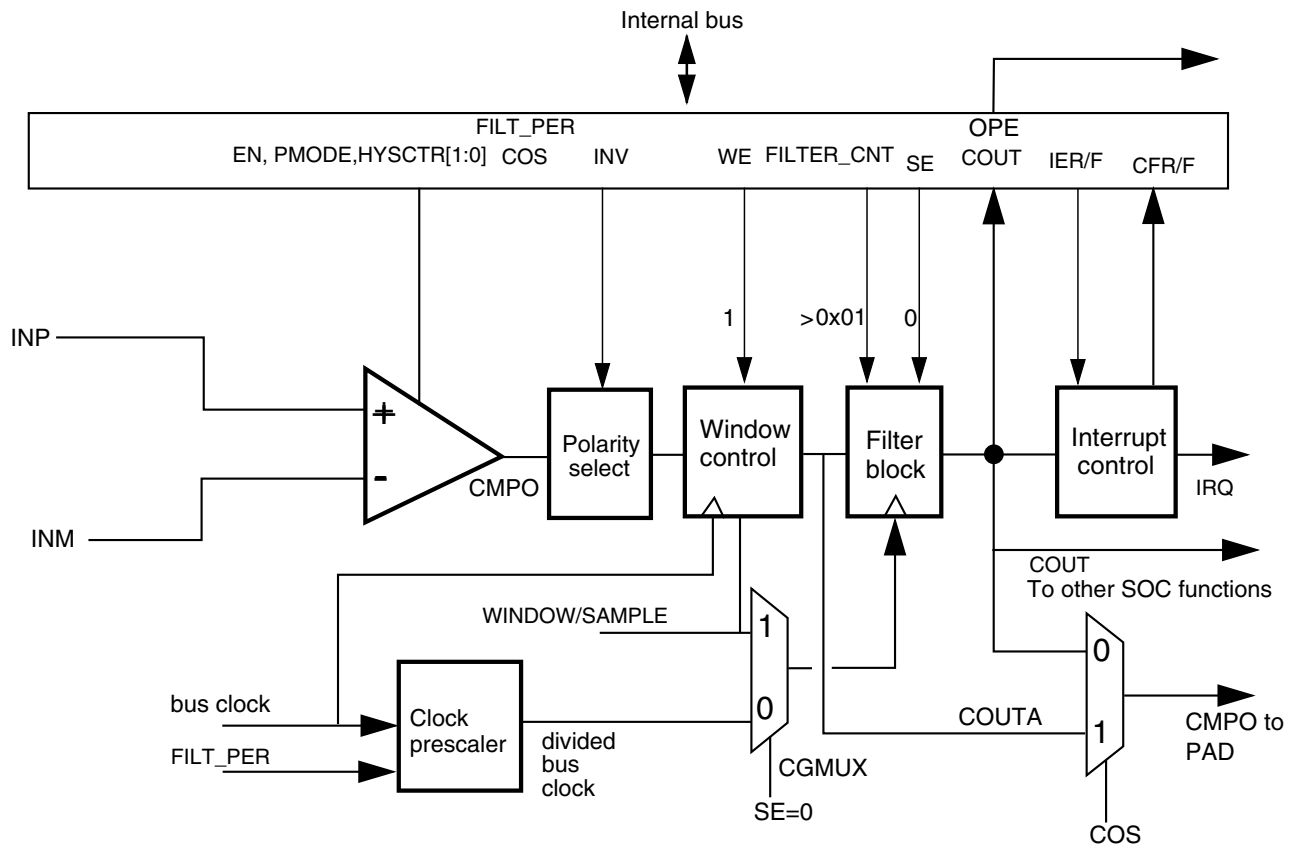 Internal bus
FILT_PER
OPE
EN, PMODE,HYSCTR[1:0]
COS
INV
WE
FILTER_CNT
SE
COUT
IER/F
CFR/F
1
>0x01
0
INP
+
-
INM
CMPO
Polarity
select
Window
control
Filter
block
Interrupt
control
IRQ
COUT
To other SOC functions
WINDOW/SAMPLE
1
0
CGMUX
SE=0
bus clock
FILT_PER
Clock
prescaler
divided
bus
clock
COUTA
0
1
CMPO to
PAD
COS